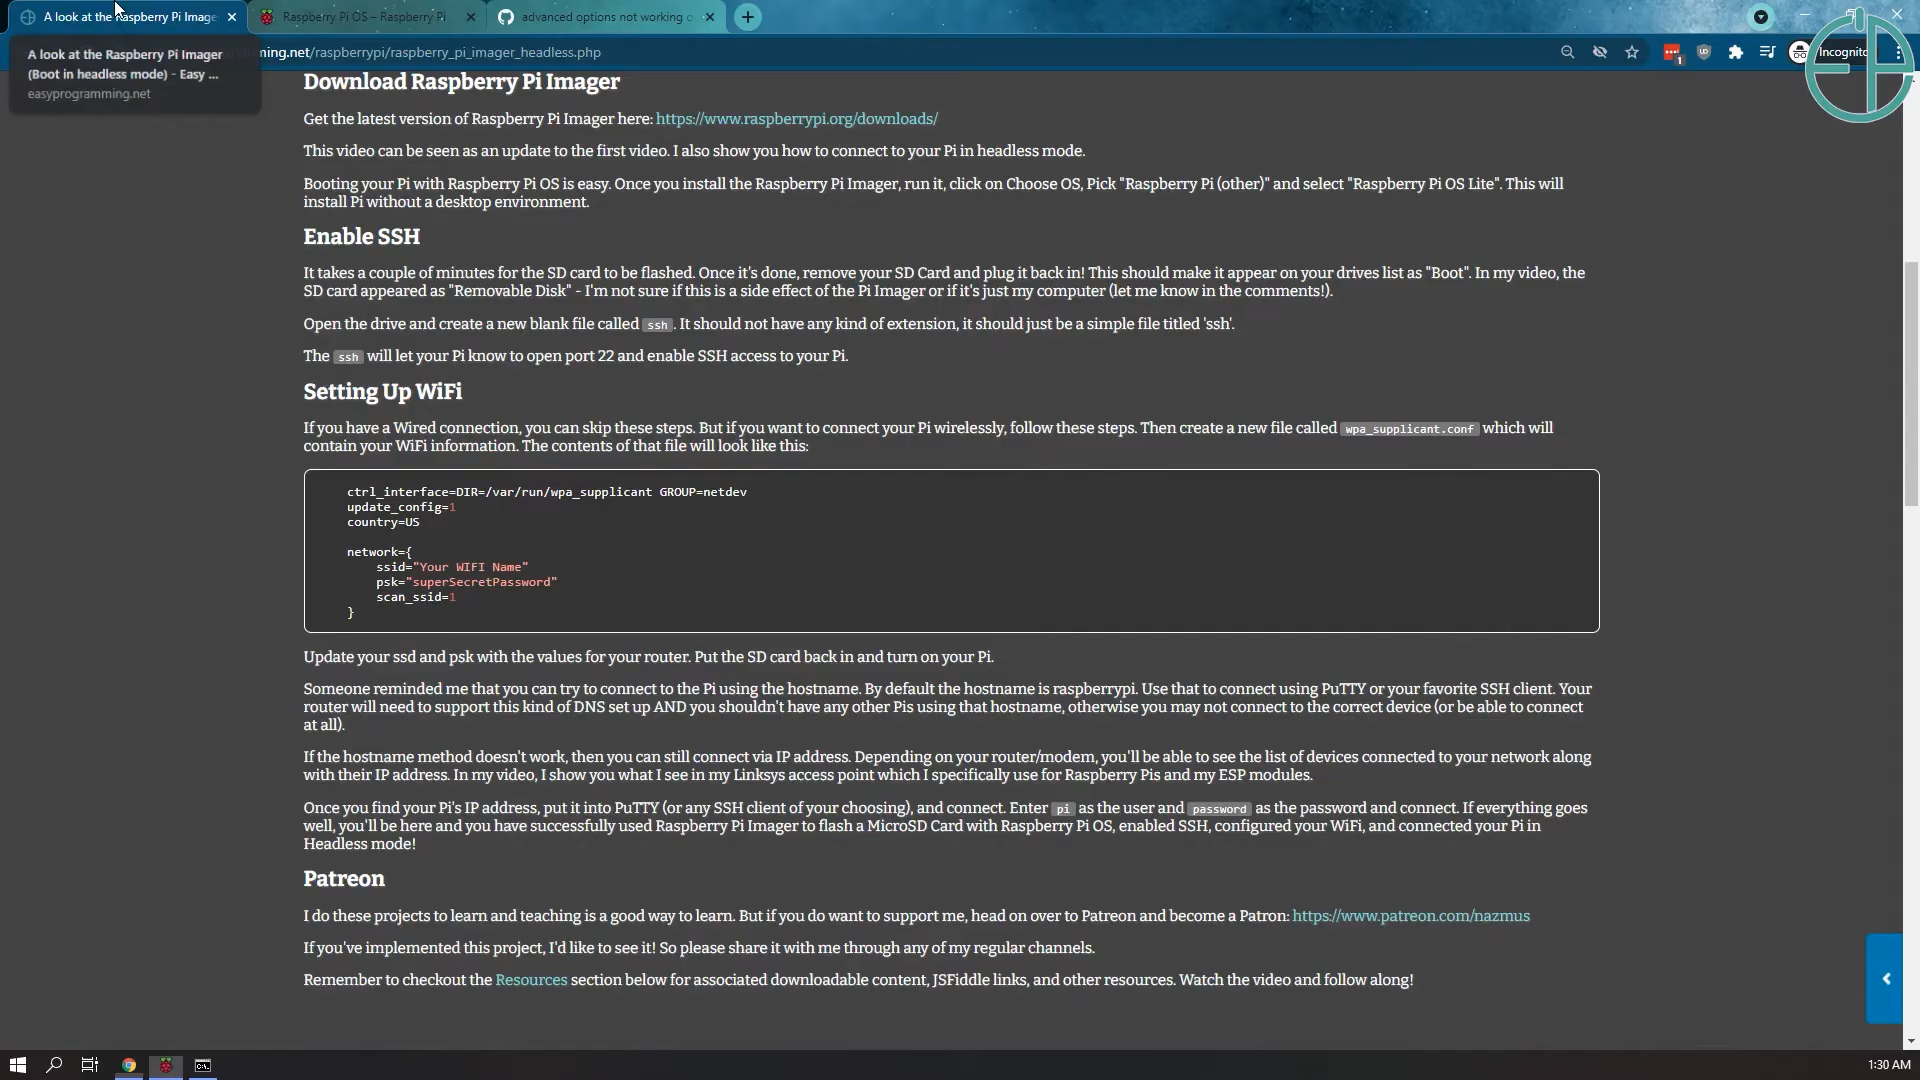 A look at the Raspberry Pi Image
Raspberry Pi OS – Raspberry Pi
advanced options not working o
ming.net/raspberrypi/raspberry_pi_imager_headless.php
1
Incognito
A look at the Raspberry Pi Imager
(Boot in headless mode) - Easy ...
easyprogramming.net
Download Raspberry Pi Imager
Get the latest version of Raspberry Pi Imager here: https://www.raspberrypi.org/downloads/
This video can be seen as an update to the first video. I also show you how to connect to your Pi in headless mode.
Booting your Pi with Raspberry Pi OS is easy. Once you install the Raspberry Pi Imager, run it, click on Choose OS, Pick "Raspberry Pi (other)" and select "Raspberry Pi OS Lite". This will
install Pi without a desktop environment.
Enable SSH
It takes a couple of minutes for the SD card to be flashed. Once it's done, remove your SD Card and plug it back in! This should make it appear on your drives list as "Boot". In my video, the
SD card appeared as "Removable Disk" - I'm not sure if this is a side effect of the Pi Imager or if it's just my computer (let me know in the comments!).
Open the drive and create a new blank file called ssh . It should not have any kind of extension, it should just be a simple file titled 'ssh'.
The ssh will let your Pi know to open port 22 and enable SSH access to your Pi.
Setting Up WiFi
If you have a Wired connection, you can skip these steps. But if you want to connect your Pi wirelessly, follow these steps. Then create a new file called wpa_supplicant.conf which will
contain your WiFi information. The contents of that file will look like this:
ctrl_interface=DIR=/var/run/wpa_supplicant GROUP=netdev
update_config=1
country=US
network={
ssid="Your WIFI Name"
psk="superSecretPassword"
scan_ssid=1
}
Update your ssd and psk with the values for your router. Put the SD card back in and turn on your Pi.
Someone reminded me that you can try to connect to the Pi using the hostname. By default the hostname is raspberrypi. Use that to connect using PuTTY or your favorite SSH client. Your
router will need to support this kind of DNS set up AND you shouldn't have any other Pis using that hostname, otherwise you may not connect to the correct device (or be able to connect
at all).
If the hostname method doesn't work, then you can still connect via IP address. Depending on your router/modem, you'll be able to see the list of devices connected to your network along
with their IP address. In my video, I show you what I see in my Linksys access point which I specifically use for Raspberry Pis and my ESP modules.
Once you find your Pi's IP address, put it into PuTTY (or any SSH client of your choosing), and connect. Enter pi as the user and password as the password and connect. If everything goes
well, you'll be here and you have successfully used Raspberry Pi Imager to flash a MicroSD Card with Raspberry Pi OS, enabled SSH, configured your WiFi, and connected your Pi in
Headless mode!
Patreon
I do these projects to learn and teaching is a good way to learn. But if you do want to support me, head on over to Patreon and become a Patron: https://www.patreon.com/nazmus
If you've implemented this project, I'd like to see it! So please share it with me through any of my regular channels.
Remember to checkout the Resources section below for associated downloadable content, JSFiddle links, and other resources. Watch the video and follow along!
1:30 AM